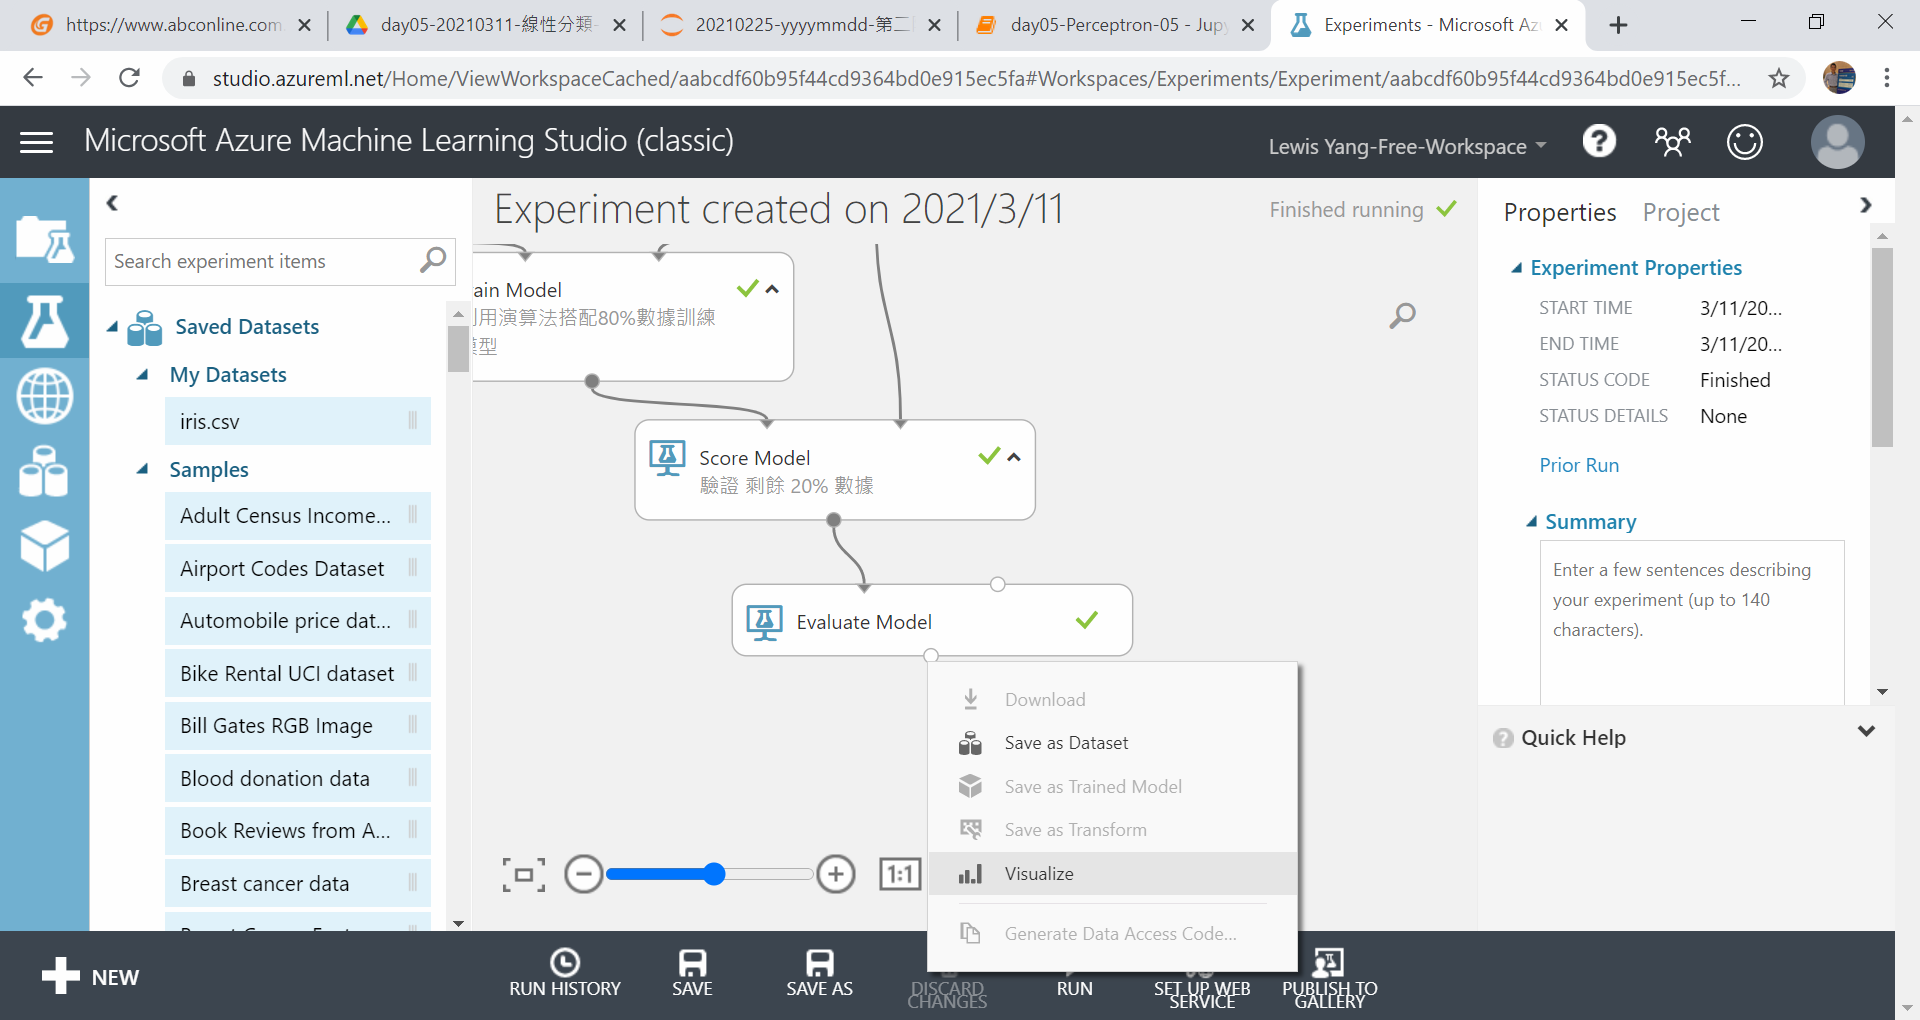 https://www.abconline.com.
day05-20210311-線性分類-
20210225-yyyymmdd-第二
day05-Perceptron-05 - Jupy
Experiments - Microsoft Az
studio.azureml.net/Home/ViewWorkspaceCached/aabcdf60b95f44cd9364bd0e915ec5fa#Workspaces/Experiments/Experiment/aabcdf60b95f44cd9364bd0e915ec5f...
Microsoft Azure Machine Learning Studio (classic)
Lewis Yang-Free-Workspace
Search experiment items
Saved Datasets
My Datasets
iris.csv
Samples
Adult Census Income...
Airport Codes Dataset
Automobile price dat...
Bike Rental UCI dataset
Bill Gates RGB Image
Blood donation data
Book Reviews from A...
Breast cancer data
Experiment created on 2021/3/11
Finished running
ain Model
用演算法搭配80%數據訓練
模型
Score Model
驗證 剩餘 20% 數據
Evaluate Model
Download
Save as Dataset
Save as Trained Model
Save as Transform
Visualize
Generate Data Access Code...
1:1
Properties
Project
Experiment Properties
START TIME 3/11/20...
END TIME 3/11/20...
STATUS CODE Finished
STATUS DETAILS None
Prior Run
Summary
Enter a few sentences describing
your experiment (up to 140
characters).
Quick Help
NEW
RUN HISTORY
SAVE
SAVE AS
DISCARD
CHANGES
RUN
SET UP WEB
SERVICE
PUBLISH TO
GALLERY